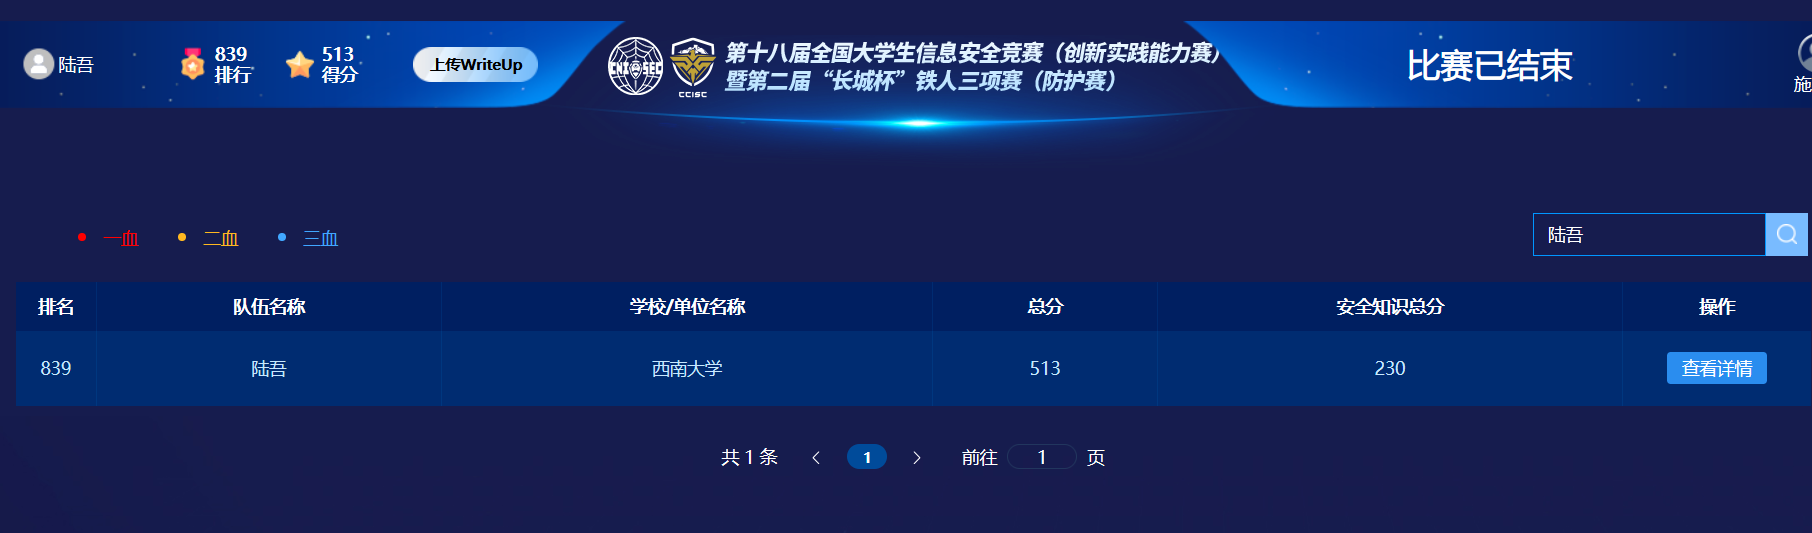 陆吾
839
排行
513
得分
上传WriteUp
CNISEC
CCISC
第十八届全国大学生信息安全竞赛（创新实践能力赛）
暨第二届“长城杯”铁人三项赛（防护赛）
比赛已结束
施
一血 二血 三血
陆吾
排名 队伍名称 学校/单位名称 总分 安全知识总分 操作
839 陆吾 西南大学 513 230 查看详情
共 1 条 1 前往 1 页